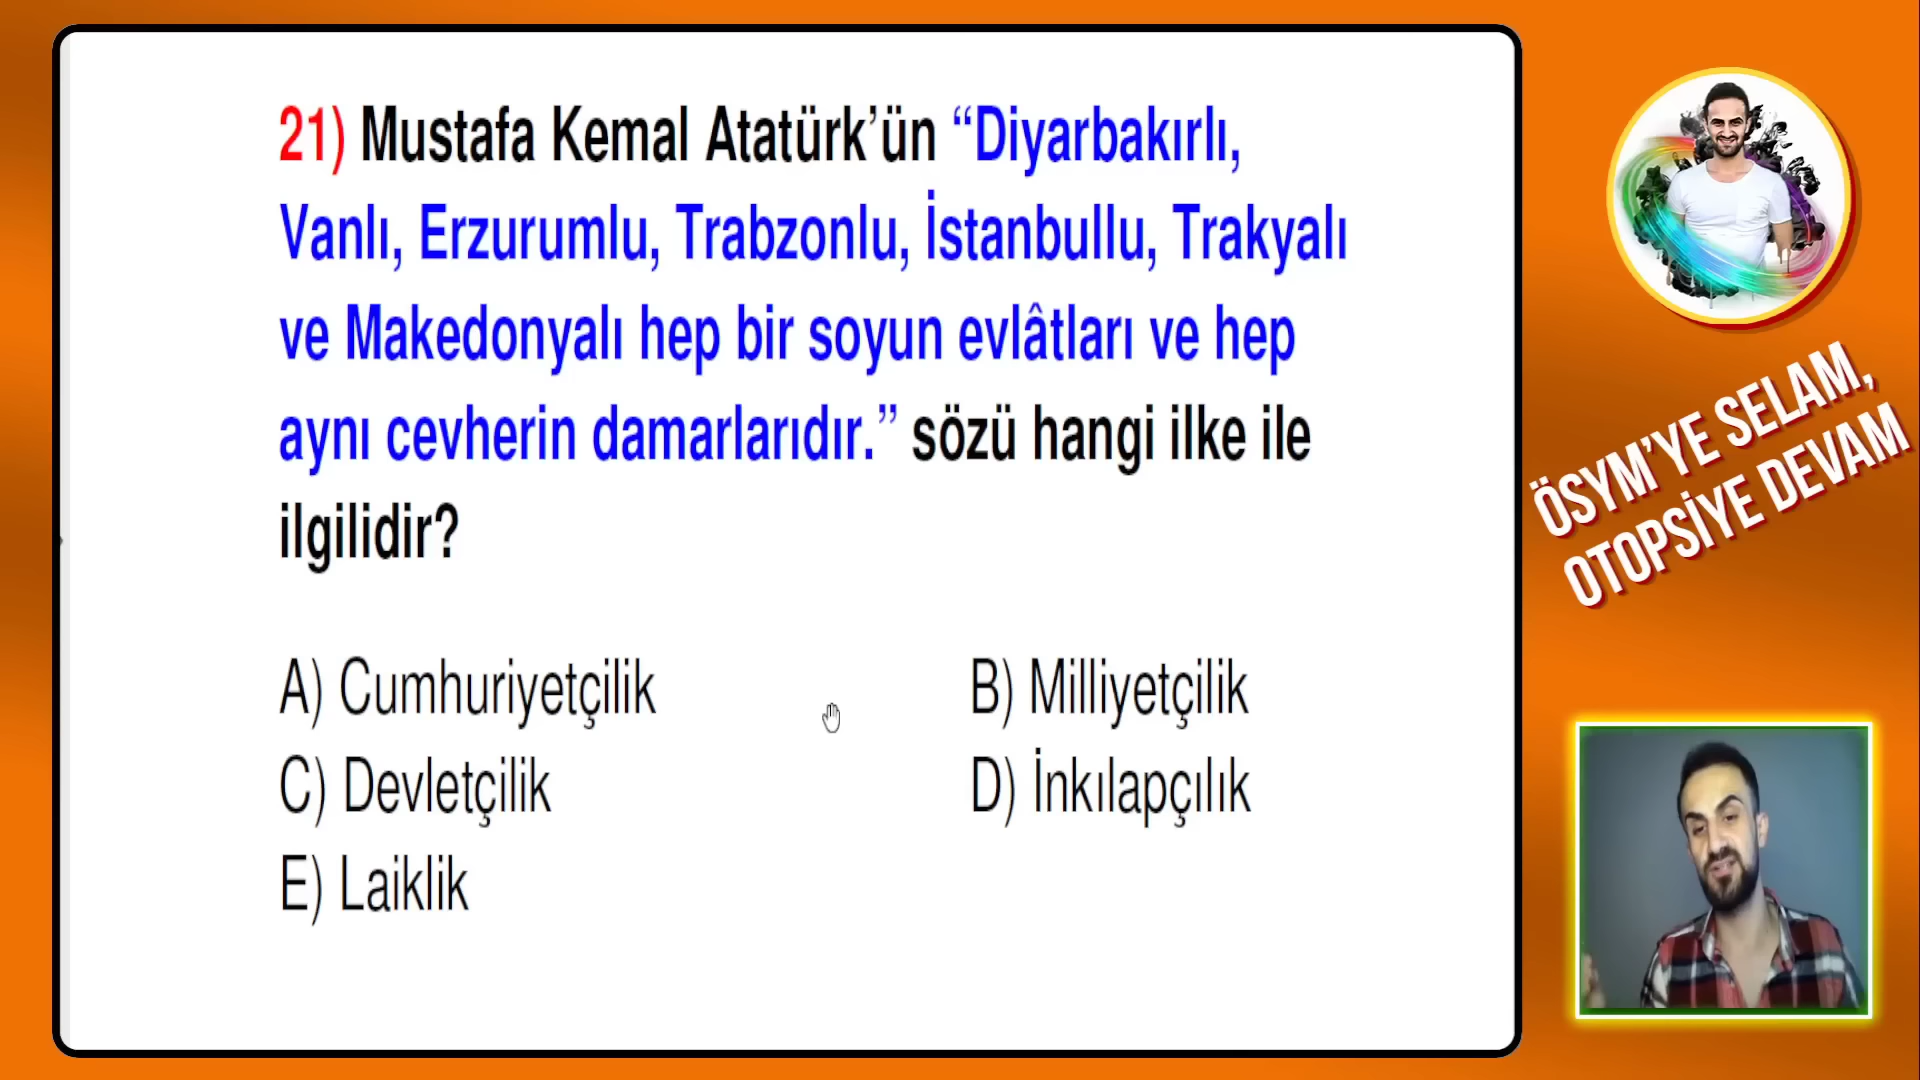 21) Mustafa Kemal Atatürk’ün “Diyarbakırlı,
Vanlı, Erzurumlu, Trabzonlu, İstanbullu, Trakyalı
ve Makedonyalı hep bir soyun evlâtları ve hep
aynı cevherin damarlarıdır.” sözü hangi ilke ile
ilgilidir?
A) Cumhuriyetçilik
B) Milliyetçilik
C) Devletçilik
D) İnkılapçılık
E) Laiklik
ÖSYM’YE SELAM,
OTOPSİYE DEVAM